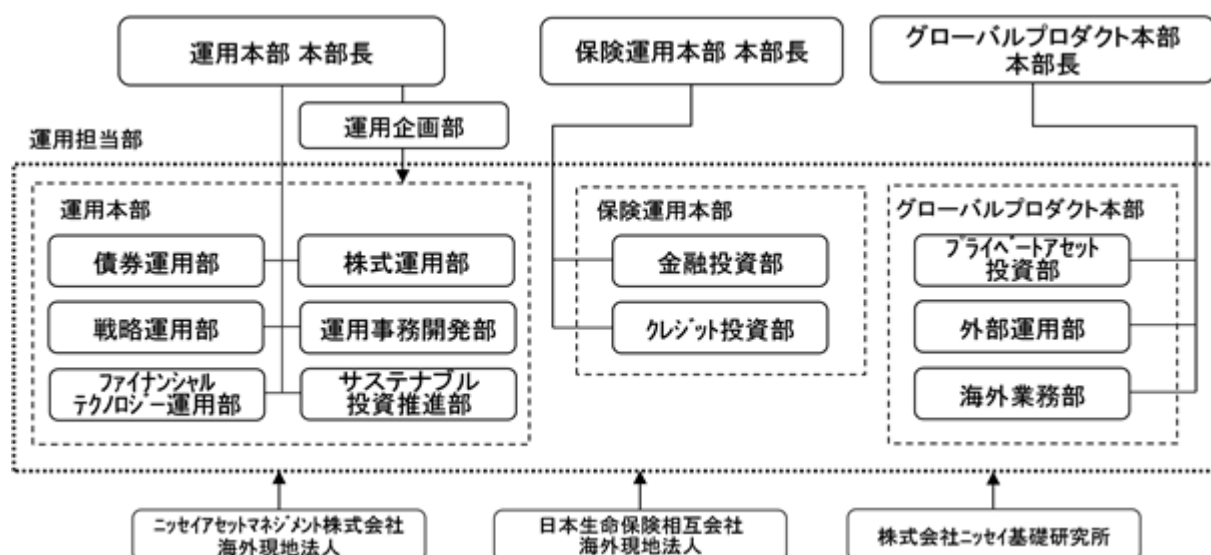 運用本部 本部長
保険運用本部 本部長
グローバルプロダクト本部
本部長
運用企画部
運用担当部
運用本部
債券運用部
株式運用部
戦略運用部
運用事務開発部
ファイナンシャル
テクノロジー運用部
サステナブル
投資推進部
保険運用本部
金融投資部
クレジット投資部
グローバルプロダクト本部
プライベートアセット
投資部
外部運用部
海外業務部
ニッセイアセットマネジメント株式会社
海外現地法人
日本生命保険相互会社
海外現地法人
株式会社ニッセイ基礎研究所